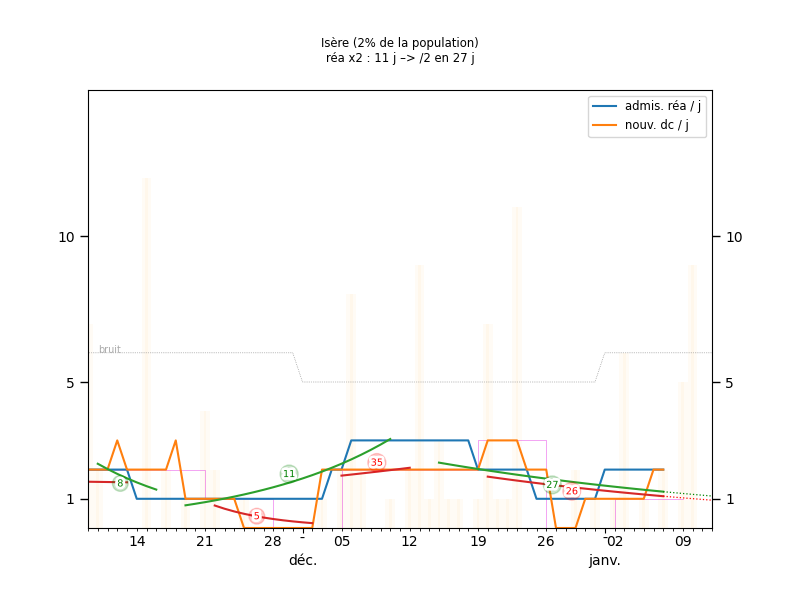 Isère (2% de la population)
réa x2 : 11 j –> /2 en 27 j
admis. réa / j
nouv. dc / j
10 10
bruit
5 5
11 35
8 27 26
5
1 1
14 21 28 - 05 12 19 26 - 02 09
déc. janv.